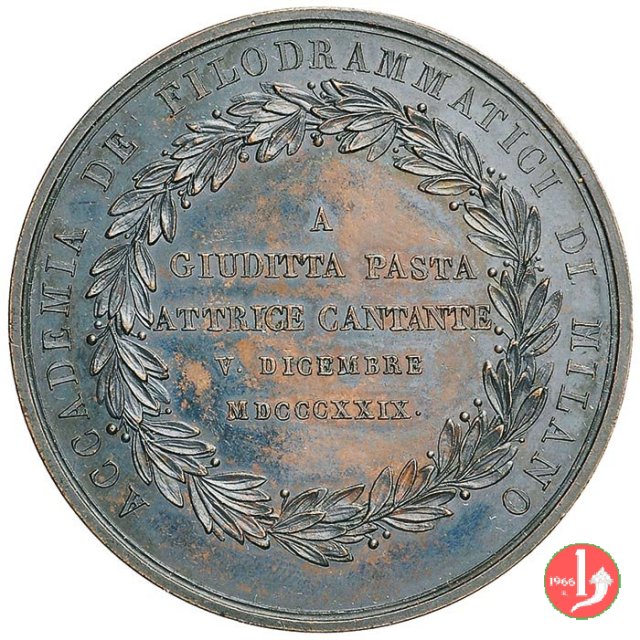 ACCADEMIA DE FILODRAMMATICI DI MILANO
A
GIUDITTA PASTA
ATTRICE CANTANTE
V. DICEMBRE
MDCCCXXIX.
1966